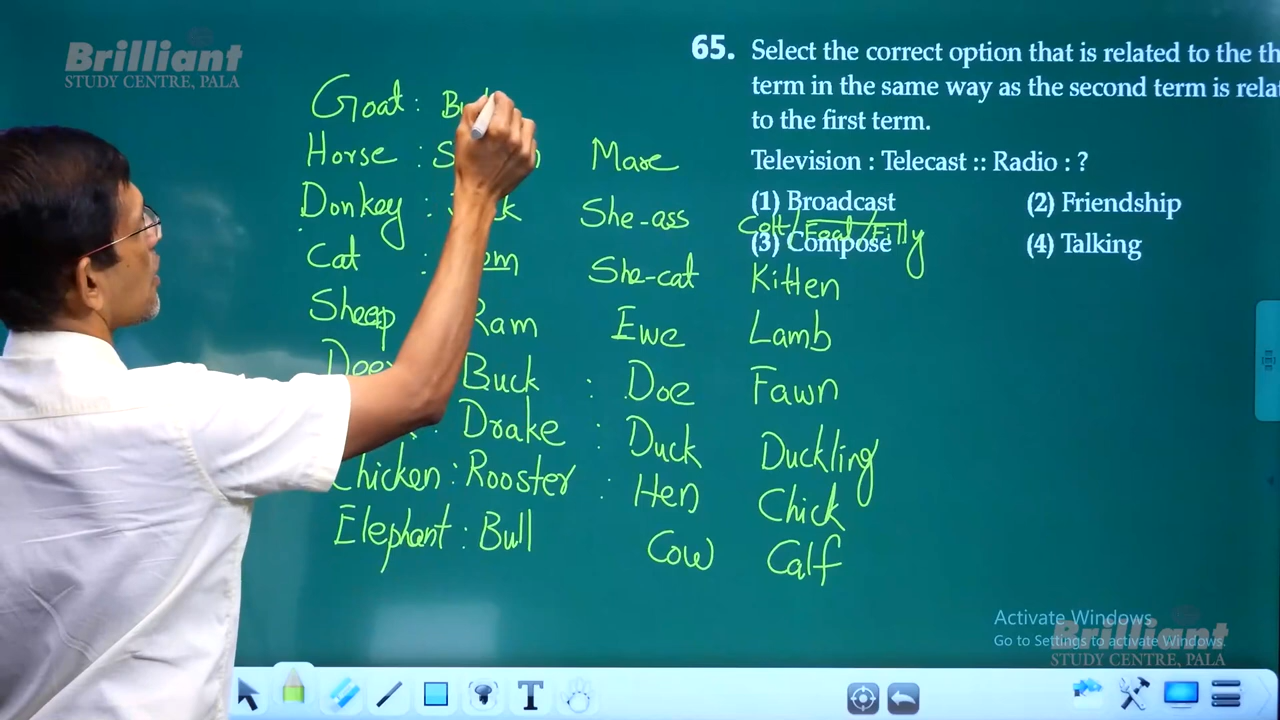 Brilliant
STUDY CENTRE, PALA
65. Select the correct option that is related to the th
term in the same way as the second term is rela
to the first term.
Television : Telecast :: Radio : ?
(1) Broadcast (2) Friendship
(3) Compose (4) Talking
Goat :
Horse : Mare
Donkey : She-ass Colt/Foal/Filly
Cat : She-cat Kitten
Sheep Ram Ewe Lamb
Buck : Doe Fawn
: Drake : Duck Duckling
Chicken : Rooster : Hen Chick
Elephant : Bull Cow Calf
Activate Windows
Go to Settings to activate Windows.
Brilliant
STUDY CENTRE, PALA
T